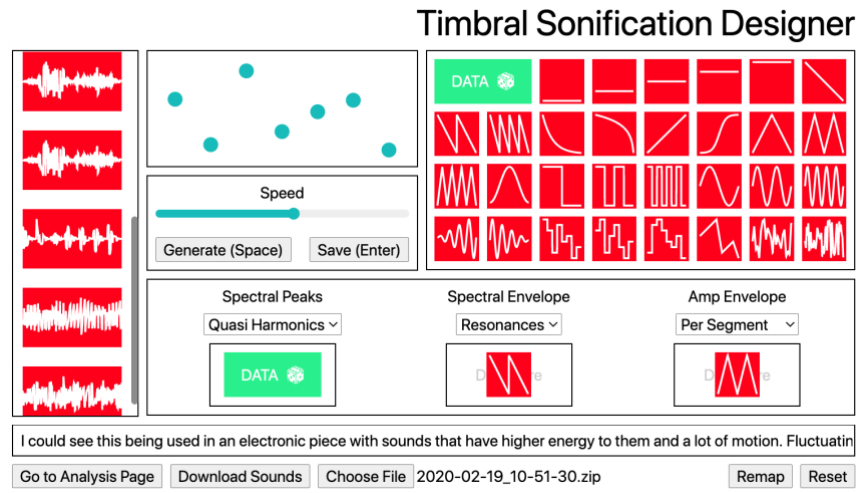 Timbral Sonification Designer
DATA
Speed
Generate (Space) Save (Enter)
Spectral Peaks Spectral Envelope Amp Envelope
Quasi Harmonics Resonances Per Segment
DATA
I could see this being used in an electronic piece with sounds that have higher energy to them and a lot of motion. Fluctuatin
Go to Analysis Page Download Sounds Choose File 2020-02-19_10-51-30.zip Remap Reset